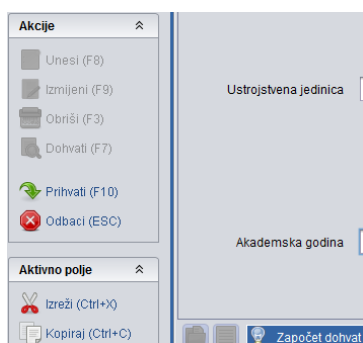 Akcije
Unesi (F8)
Izmijeni (F9)
Obriši (F3)
Dohvati (F7)
Prihvati (F10)
Odbaci (ESC)
Aktivno polje
Izreži (Ctrl+X)
Kopiraj (Ctrl+C)
Ustrojstvena jedinica
Akademska godina
Započet dohvat